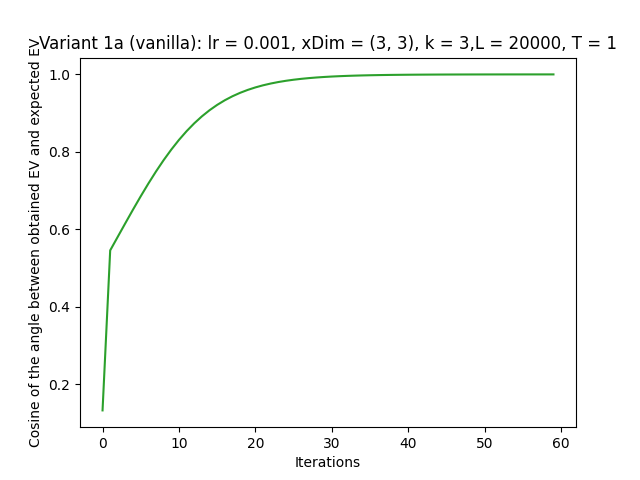 Variant 1a (vanilla): lr = 0.001, xDim = (3, 3), k = 3,L = 20000, T = 1
Cosine of the angle between obtained EV and expected EV
1.0
0.8
0.6
0.4
0.2
0 10 20 30 40 50 60
Iterations